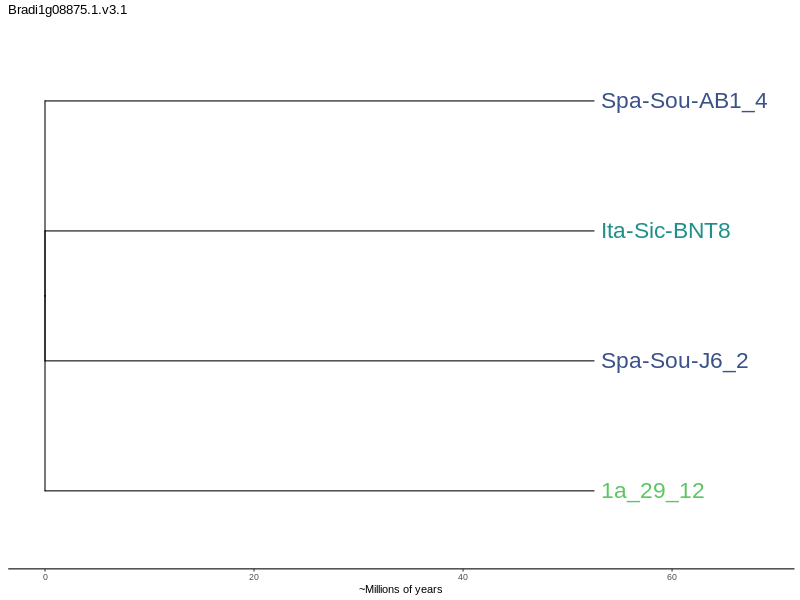 Bradi1g08875.1.v3.1
Spa-Sou-AB1_4
Ita-Sic-BNT8
Spa-Sou-J6_2
1a_29_12
0 20 40 60
~Millions of years